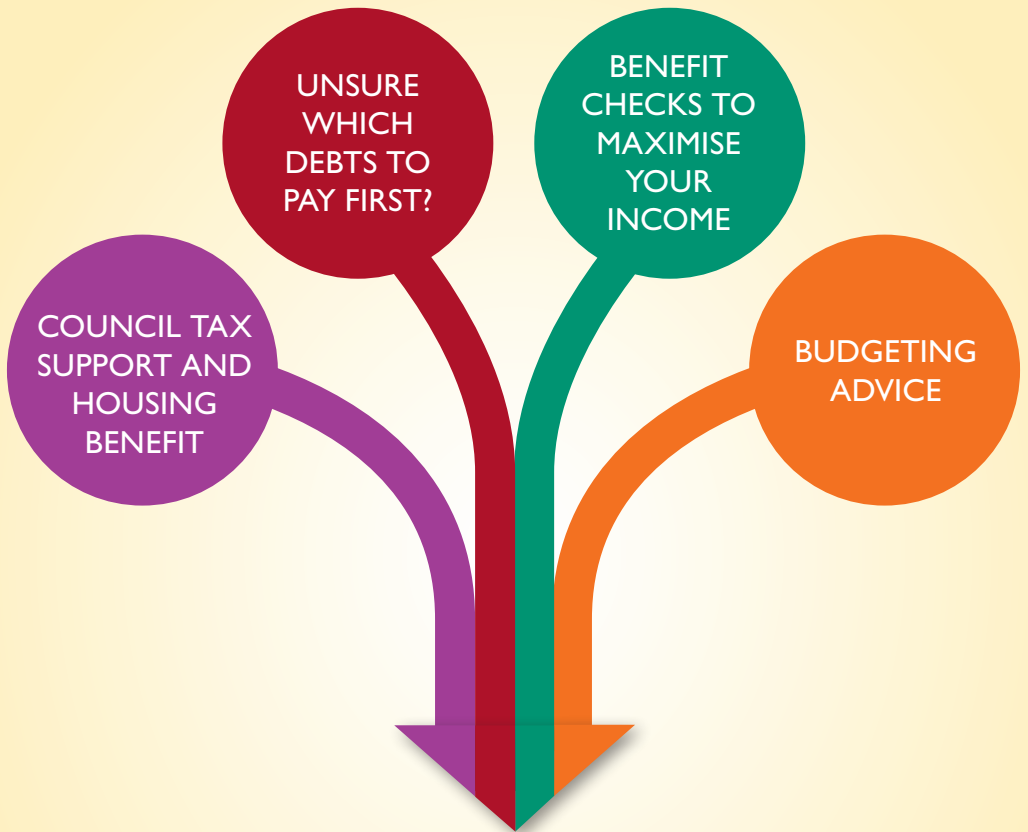 UNSURE
WHICH
DEBTS TO
PAY FIRST?
BENEFIT
CHECKS TO
MAXIMISE
YOUR
INCOME
COUNCIL TAX
SUPPORT AND
HOUSING
BENEFIT
BUDGETING
ADVICE